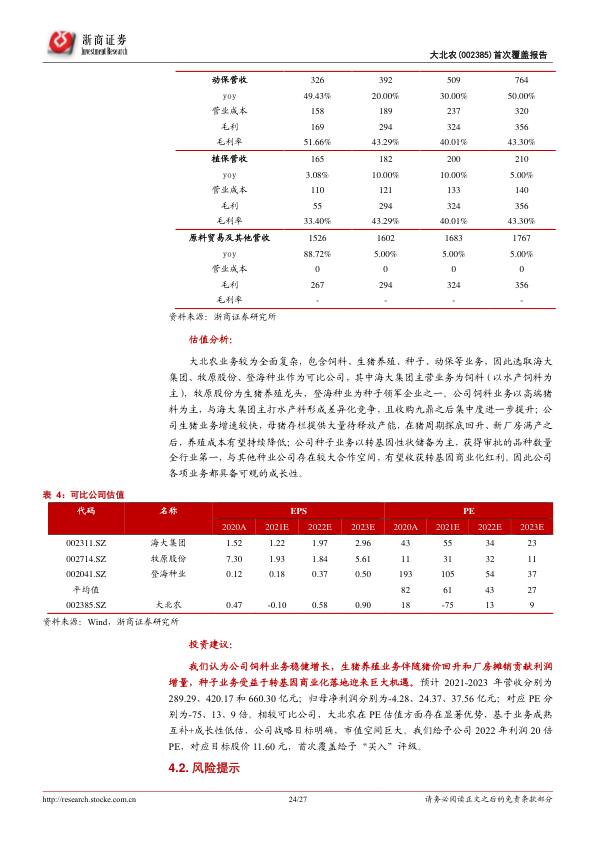 浙商证券
Investment Research
大北农(002385)首次覆盖报告
动保营收 326 392 509 764
yoy 49.43% 20.00% 30.00% 50.00%
营业成本 158 189 237 320
毛利 169 294 324 356
毛利率 51.66% 43.29% 40.01% 43.30%
植保营收 165 182 200 210
yoy 3.08% 10.00% 10.00% 5.00%
营业成本 110 121 133 140
毛利 55 294 324 356
毛利率 33.40% 43.29% 40.01% 43.30%
原料贸易及其他营收 1526 1602 1683 1767
yoy 88.72% 5.00% 5.00% 5.00%
营业成本 0 0 0 0
毛利 267 294 324 356
毛利率 - - - -
资料来源：浙商证券研究所
估值分析：
大北农业务较为全面复杂，包含饲料、生猪养殖、种子、动保等业务，因此选取海大
集团、牧原股份、登海种业作为可比公司，其中海大集团主营业务为饲料（以水产饲料为
主），牧原股份为生猪养殖龙头，登海种业为种子领军企业之一。公司饲料业务以高端猪
料为主，与海大集团主打水产料形成差异化竞争，且收购九鼎之后集中度进一步提升；公
司生猪业务增速较快，母猪存栏提供大量待释放产能，在猪周期探底回升、新厂房满产之
后，养殖成本有望持续降低；公司种子业务以转基因性状储备为主，获得审批的品种数量
全行业第一，与其他种业公司存在较大合作空间，有望收获转基因商业化红利。因此公司
各项业务都具备可观的成长性。
表 4：可比公司估值
代码 名称 EPS PE
2020A 2021E 2022E 2023E 2020A 2021E 2022E 2023E
002311.SZ 海大集团 1.52 1.22 1.97 2.96 43 55 34 23
002714.SZ 牧原股份 7.30 1.93 1.84 5.61 11 31 32 11
002041.SZ 登海种业 0.12 0.18 0.37 0.50 193 105 54 37
平均值 82 61 43 27
002385.SZ 大北农 0.47 -0.10 0.58 0.90 18 -75 13 9
资料来源：Wind，浙商证券研究所
投资建议：
我们认为公司饲料业务稳健增长，生猪养殖业务伴随猪价回升和厂房摊销贡献利润
增量，种子业务受益于转基因商业化落地迎来巨大机遇。预计 2021-2023 年营收分别为
289.29、420.17 和 660.30 亿元；归母净利润分别为-4.28、24.37、37.56 亿元；对应 PE 分
别为-75、13、9 倍。相较可比公司，大北农在 PE 估值方面存在显著优势，基于业务成熟
互补+成长性低估，公司战略目标明确，市值空间巨大。我们给予公司 2022 年利润 20 倍
PE，对应目标股价 11.60 元，首次覆盖给予“买入”评级。
4.2. 风险提示
http://research.stocke.com.cn 24/27 请务必阅读正文之后的免责条款部分